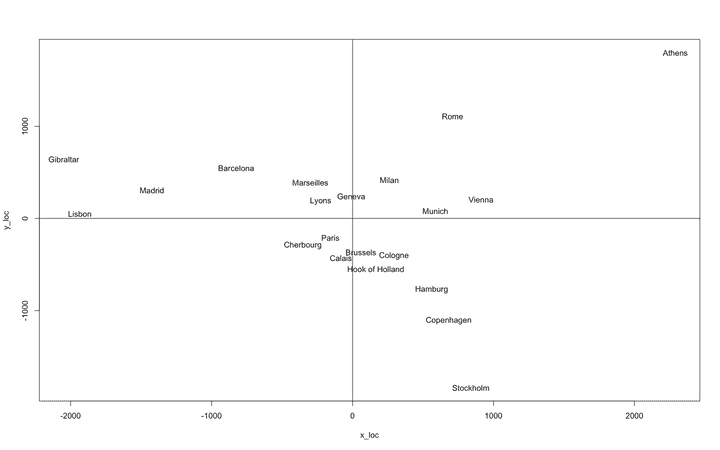 Athens
Rome
Gibraltar
Barcelona
Madrid
Marseilles
Milan
Lyons
Geneva
Vienna
Lisbon
Munich
Paris
Cherbourg
Brussels
Calais
Cologne
Hook of Holland
Hamburg
Copenhagen
Stockholm
1000
0
-1000
y_loc
-2000 -1000 0 1000 2000
x_loc